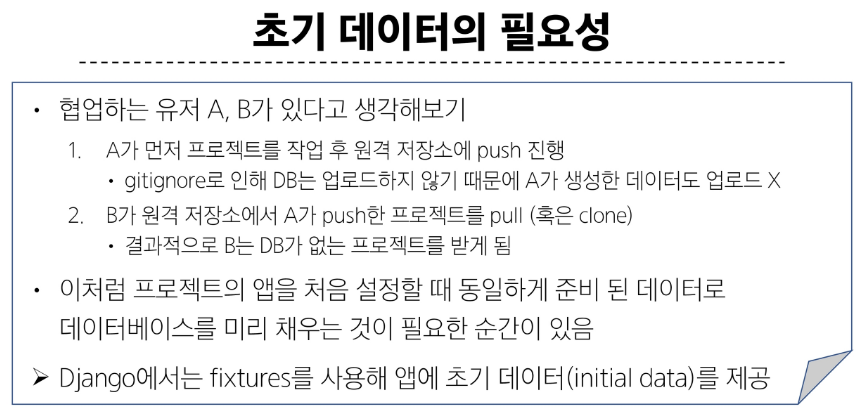 초기 데이터의 필요성
• 협업하는 유저 A, B가 있다고 생각해보기
1. A가 먼저 프로젝트를 작업 후 원격 저장소에 push 진행
• gitignore로 인해 DB는 업로드하지 않기 때문에 A가 생성한 데이터도 업로드 X
2. B가 원격 저장소에서 A가 push한 프로젝트를 pull (혹은 clone)
• 결과적으로 B는 DB가 없는 프로젝트를 받게 됨
• 이처럼 프로젝트의 앱을 처음 설정할 때 동일하게 준비 된 데이터로
데이터베이스를 미리 채우는 것이 필요한 순간이 있음
➢ Django에서는 fixtures를 사용해 앱에 초기 데이터(initial data)를 제공